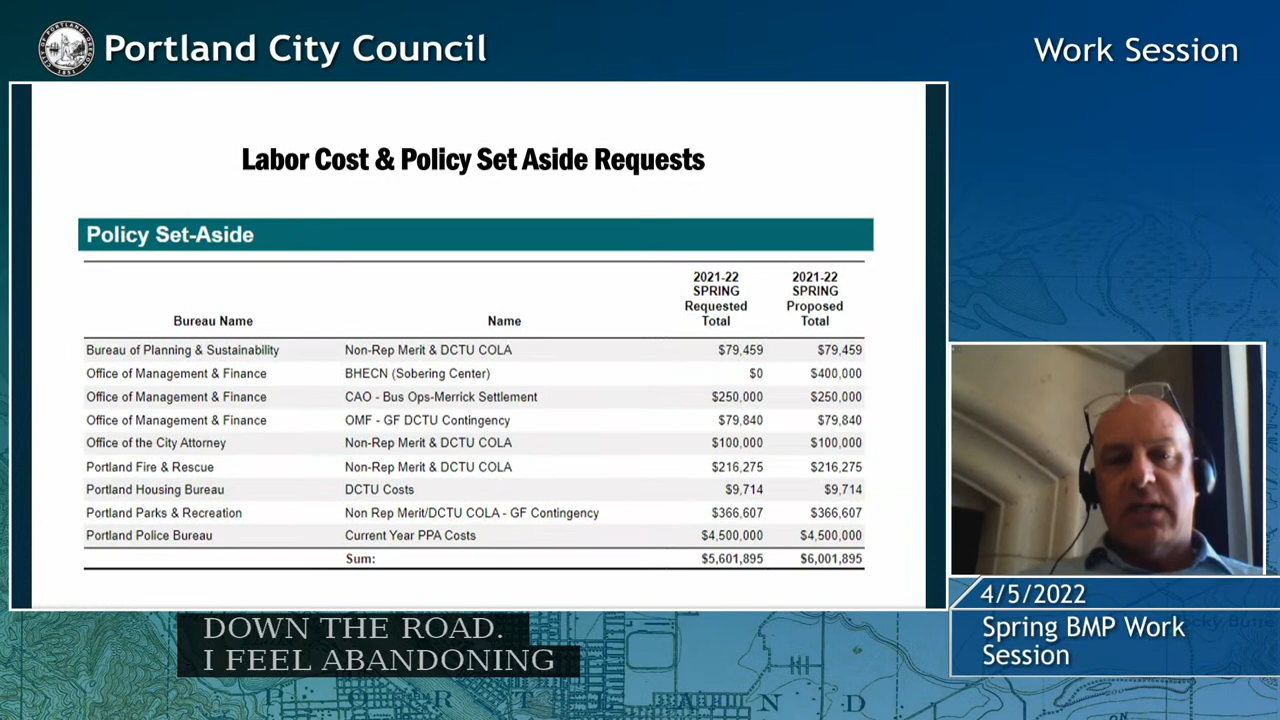 Portland City Council
Work Session
Labor Cost & Policy Set Aside Requests
Policy Set-Aside
Bureau Name Name 2021-22 SPRING Requested Total 2021-22 SPRING Proposed Total
Bureau of Planning & Sustainability Non-Rep Merit & DCTU COLA $79,459 $79,459
Office of Management & Finance BHECN (Sobering Center) $0 $400,000
Office of Management & Finance CAO - Bus Ops-Merrick Settlement $250,000 $250,000
Office of Management & Finance OMF - GF DCTU Contingency $79,840 $79,840
Office of the City Attorney Non-Rep Merit & DCTU COLA $100,000 $100,000
Portland Fire & Rescue Non-Rep Merit & DCTU COLA $216,275 $216,275
Portland Housing Bureau DCTU Costs $9,714 $9,714
Portland Parks & Recreation Non Rep Merit/DCTU COLA - GF Contingency $366,607 $366,607
Portland Police Bureau Current Year PPA Costs $4,500,000 $4,500,000
Sum: $5,601,895 $6,001,895
4/5/2022
Spring BMP Work
Session
DOWN THE ROAD.
I FEEL ABANDONING
P O R T L A N D